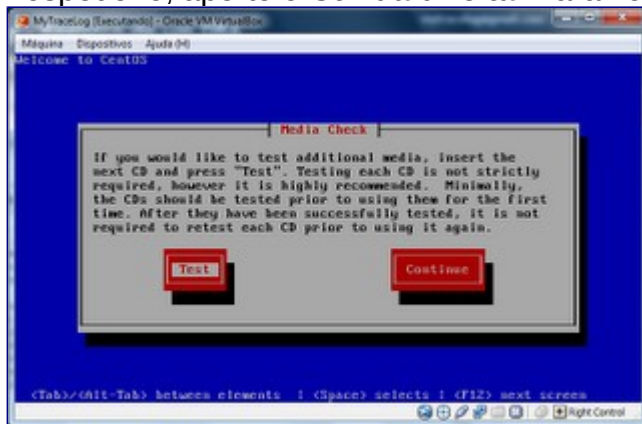 MyTraceLog [Executando] - Oracle VM VirtualBox
Máquina Dispositivos Ajuda (H)
Welcome to CentOS
Media Check
If you would like to test additional media, insert the
next CD and press "Test". Testing each CD is not strictly
required, however it is highly recommended. Minimally,
the CDs should be tested prior to using them for the first
time. After they have been successfully tested, it is not
required to retest each CD prior to using it again.
Test Continue
<Tab>/<Alt-Tab> between elements | <Space> selects | <F12> next screen
Right Control